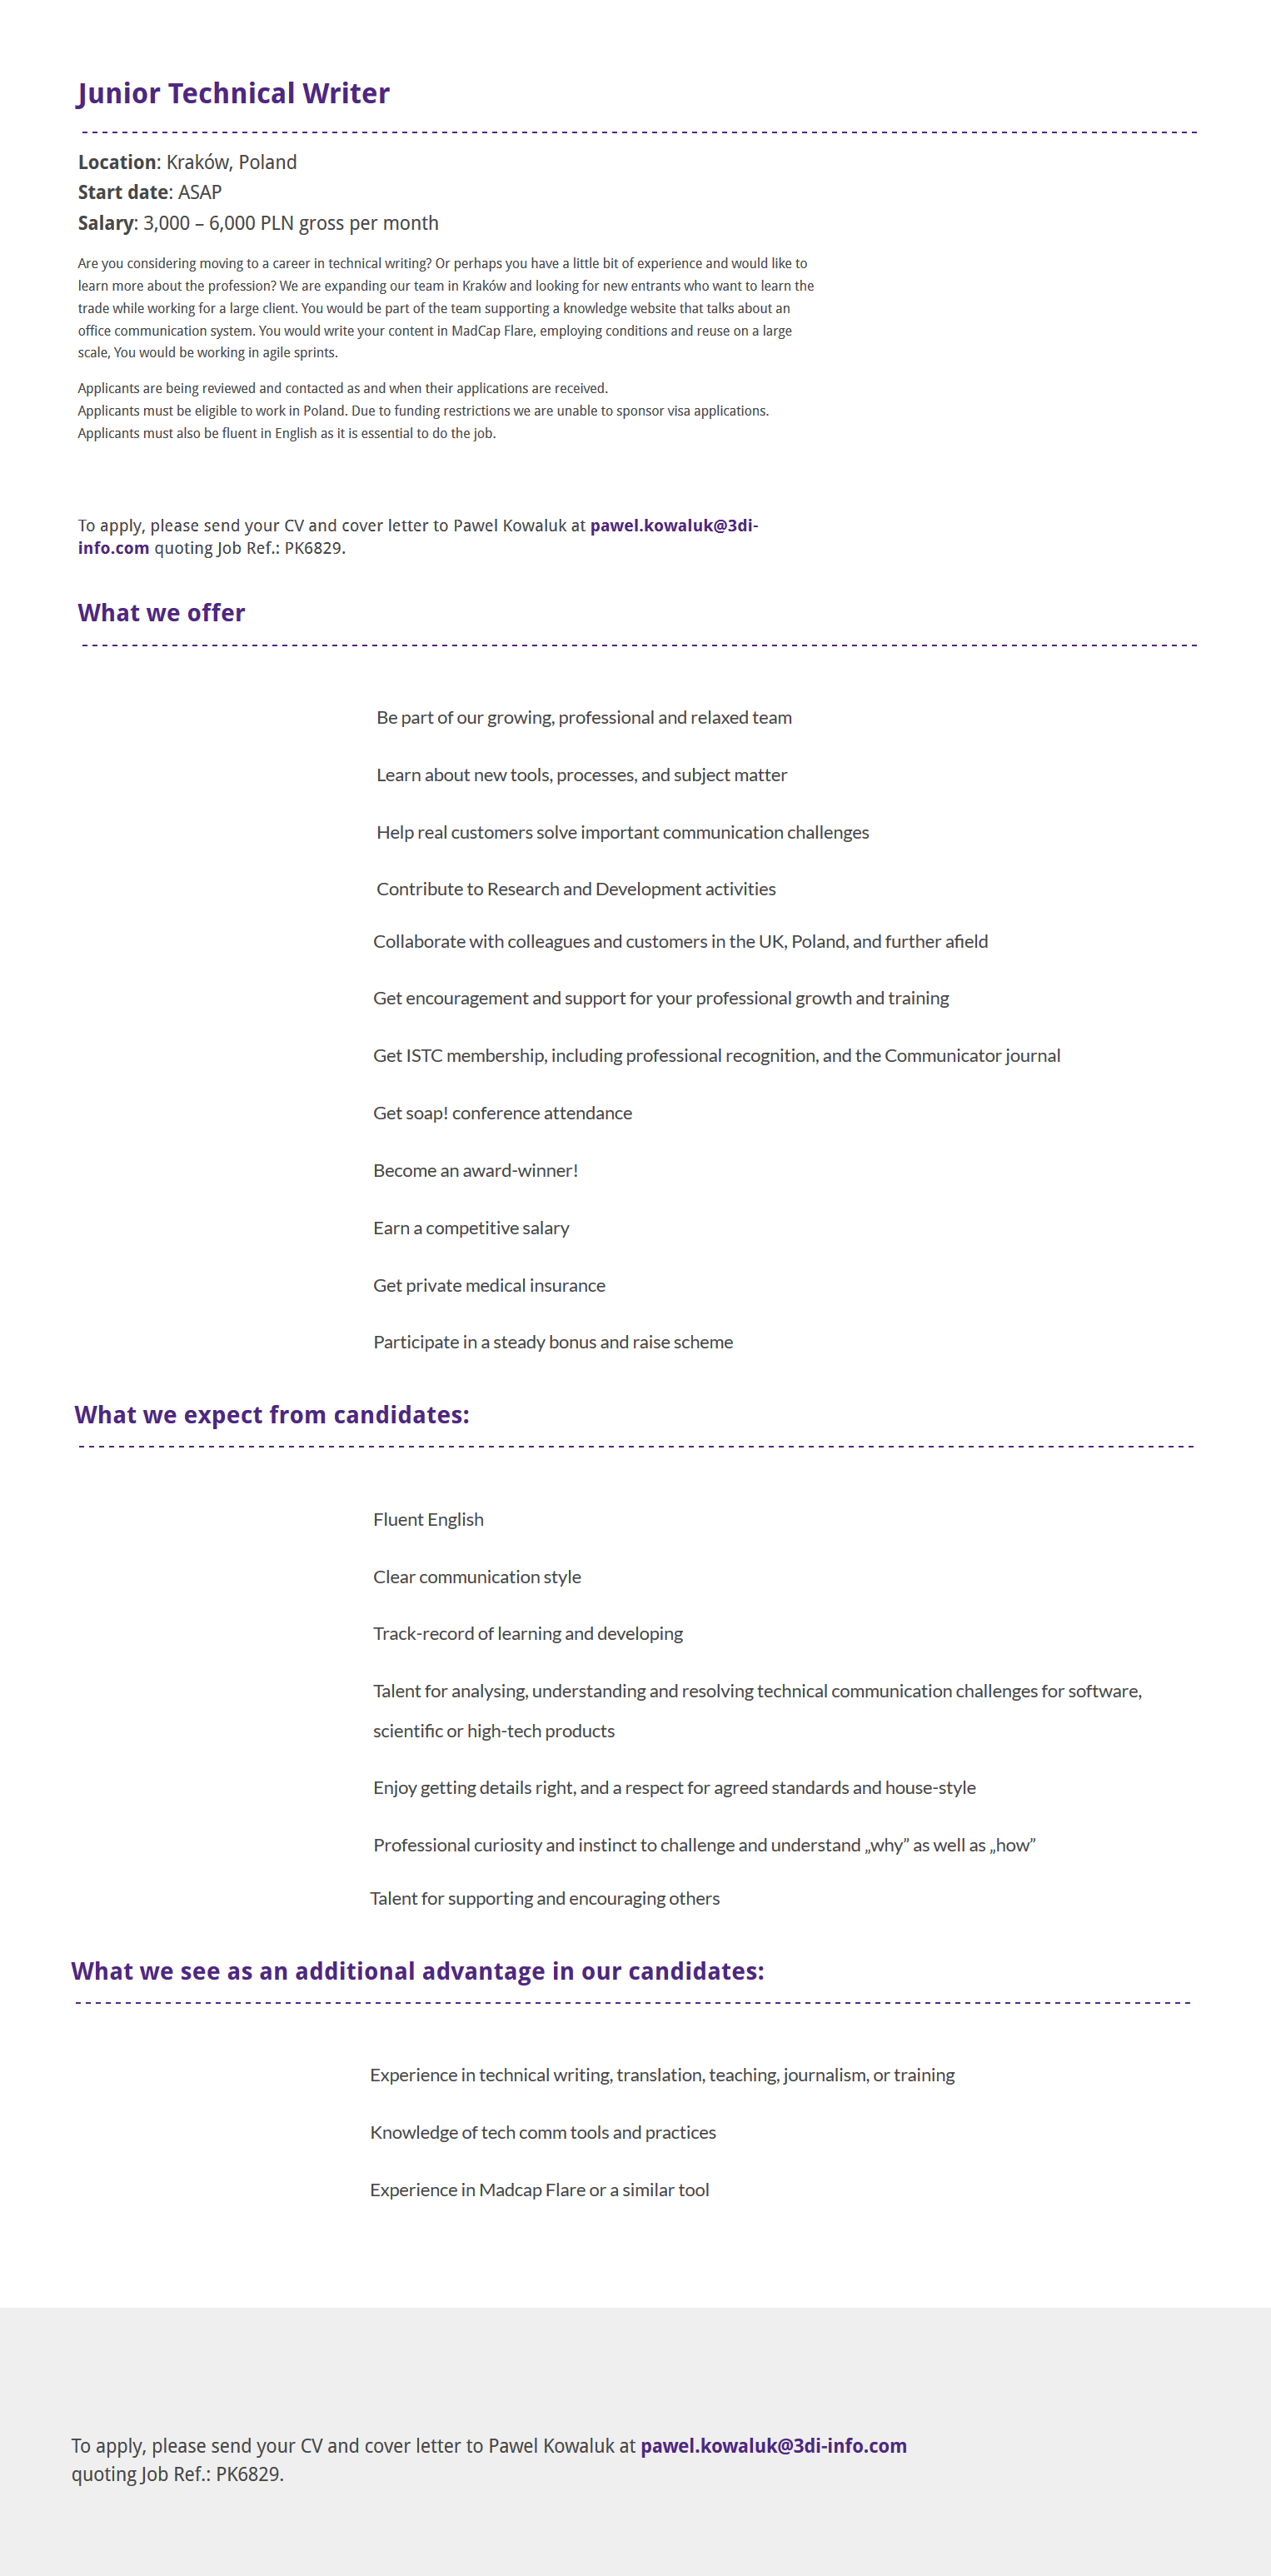 Junior Technical Writer
Location: Kraków, Poland
Start date: ASAP
Salary: 3,000 – 6,000 PLN gross per month
Are you considering moving to a career in technical writing? Or perhaps you have a little bit of experience and would like to
learn more about the profession? We are expanding our team in Kraków and looking for new entrants who want to learn the
trade while working for a large client. You would be part of the team supporting a knowledge website that talks about an
office communication system. You would write your content in MadCap Flare, employing conditions and reuse on a large
scale, You would be working in agile sprints.
Applicants are being reviewed and contacted as and when their applications are received.
Applicants must be eligible to work in Poland. Due to funding restrictions we are unable to sponsor visa applications.
Applicants must also be fluent in English as it is essential to do the job.
To apply, please send your CV and cover letter to Pawel Kowaluk at pawel.kowaluk@3di-
info.com quoting Job Ref.: PK6829.
What we offer
Be part of our growing, professional and relaxed team
Learn about new tools, processes, and subject matter
Help real customers solve important communication challenges
Contribute to Research and Development activities
Collaborate with colleagues and customers in the UK, Poland, and further afield
Get encouragement and support for your professional growth and training
Get ISTC membership, including professional recognition, and the Communicator journal
Get soap! conference attendance
Become an award-winner!
Earn a competitive salary
Get private medical insurance
Participate in a steady bonus and raise scheme
What we expect from candidates:
Fluent English
Clear communication style
Track-record of learning and developing
Talent for analysing, understanding and resolving technical communication challenges for software,
scientific or high-tech products
Enjoy getting details right, and a respect for agreed standards and house-style
Professional curiosity and instinct to challenge and understand „why” as well as „how”
Talent for supporting and encouraging others
What we see as an additional advantage in our candidates:
Experience in technical writing, translation, teaching, journalism, or training
Knowledge of tech comm tools and practices
Experience in Madcap Flare or a similar tool
To apply, please send your CV and cover letter to Pawel Kowaluk at pawel.kowaluk@3di-info.com
quoting Job Ref.: PK6829.